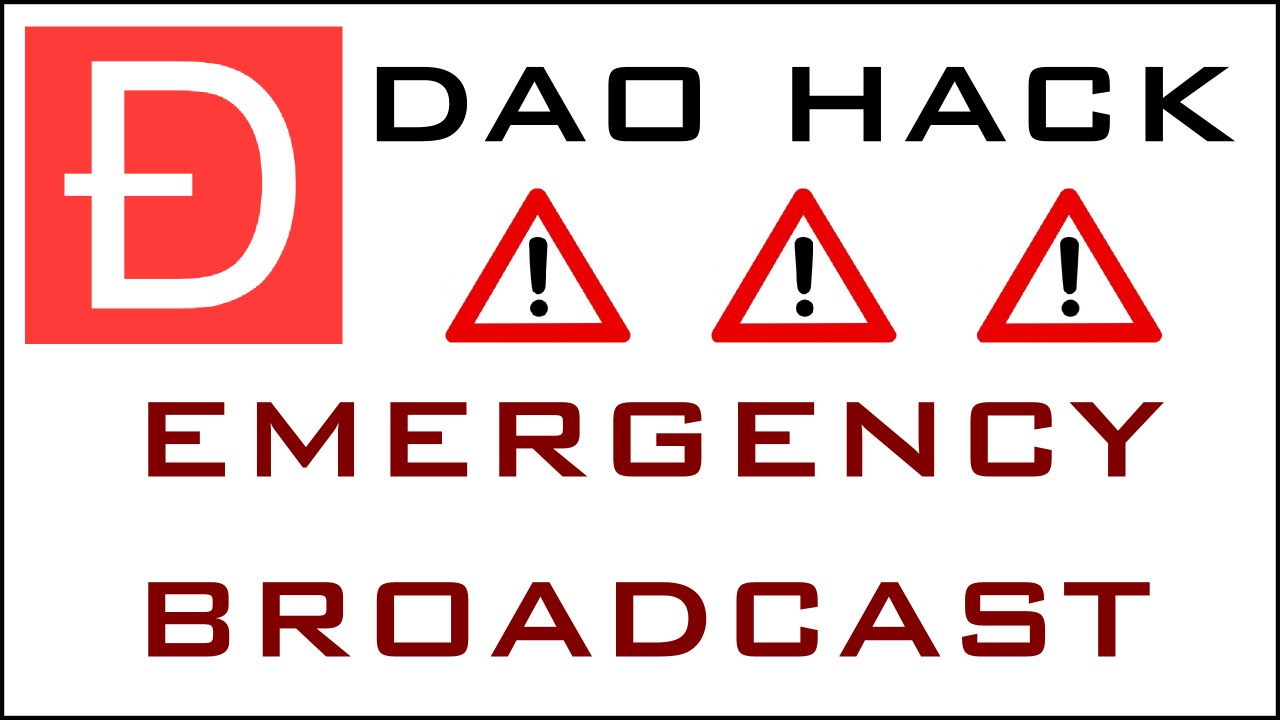 Đ
DAO HACK
EMERGENCY
BROADCAST